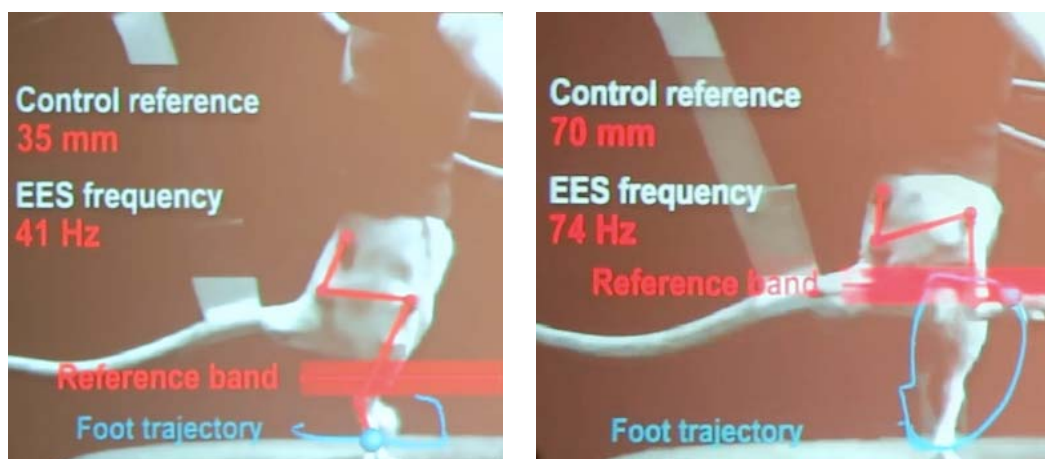 Control reference
35 mm
EES frequency
41 Hz
Reference band
Foot trajectory
Control reference
70 mm
EES frequency
74 Hz
Reference band
Foot trajectory